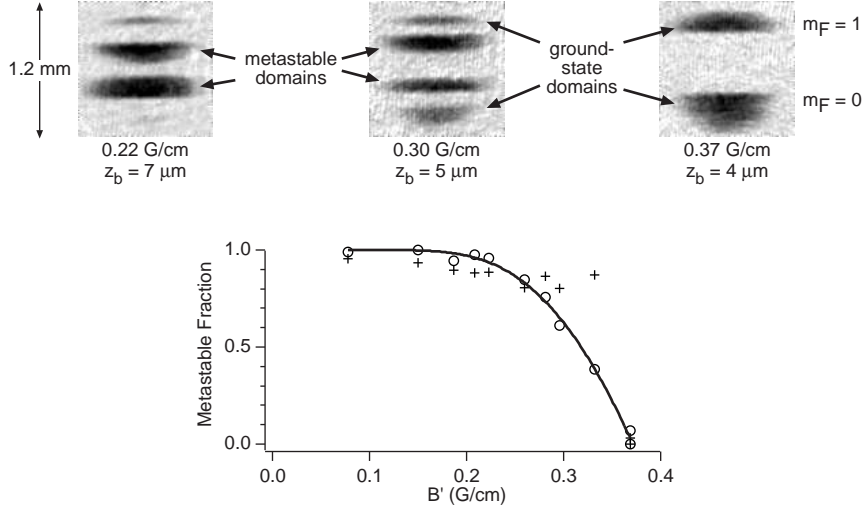 1.2 mm
metastable
domains
ground-
state
domains
m_F = 1
m_F = 0
0.22 G/cm
z_b = 7 µm
0.30 G/cm
z_b = 5 µm
0.37 G/cm
z_b = 4 µm
Metastable Fraction
1.0
0.5
0.0
0.0 0.1 0.2 0.3 0.4
B' (G/cm)